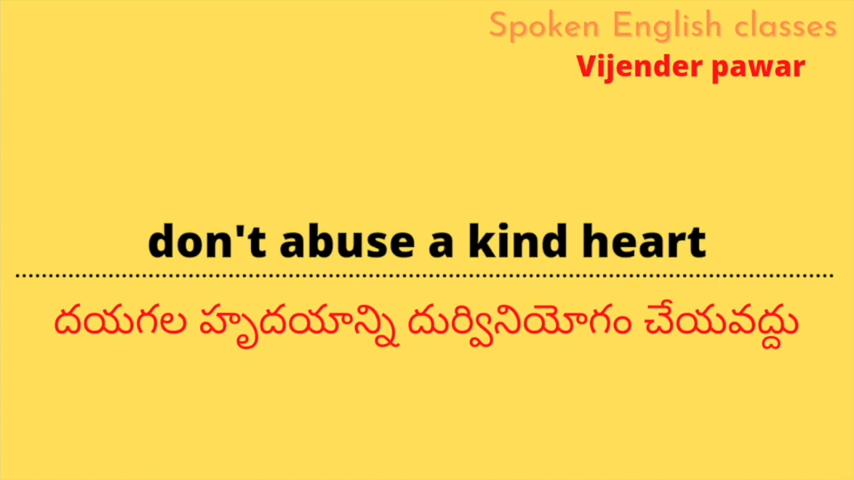 Spoken English classes
Vijender pawar
don't abuse a kind heart
దయగల హృదయాన్ని దుర్వినియోగం చేయవద్దు